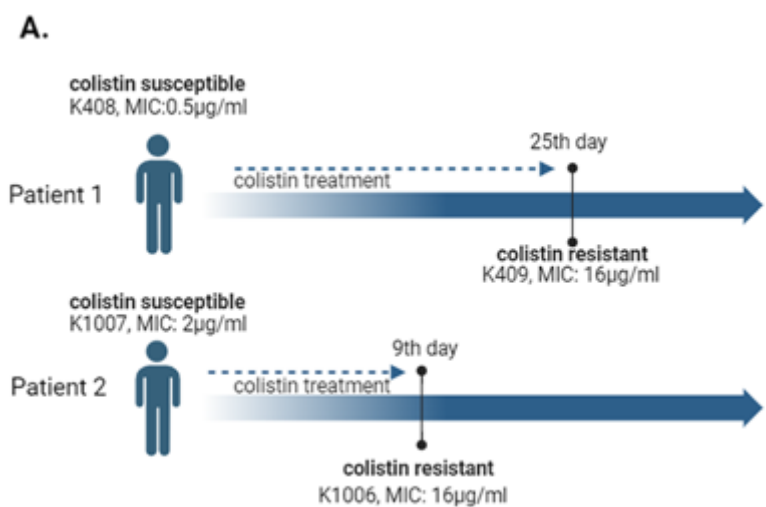 A.
colistin susceptible
K408, MIC:0.5µg/ml
25th day
colistin treatment
Patient 1
colistin resistant
K409, MIC: 16µg/ml
colistin susceptible
K1007, MIC: 2µg/ml
9th day
colistin treatment
Patient 2
colistin resistant
K1006, MIC: 16µg/ml